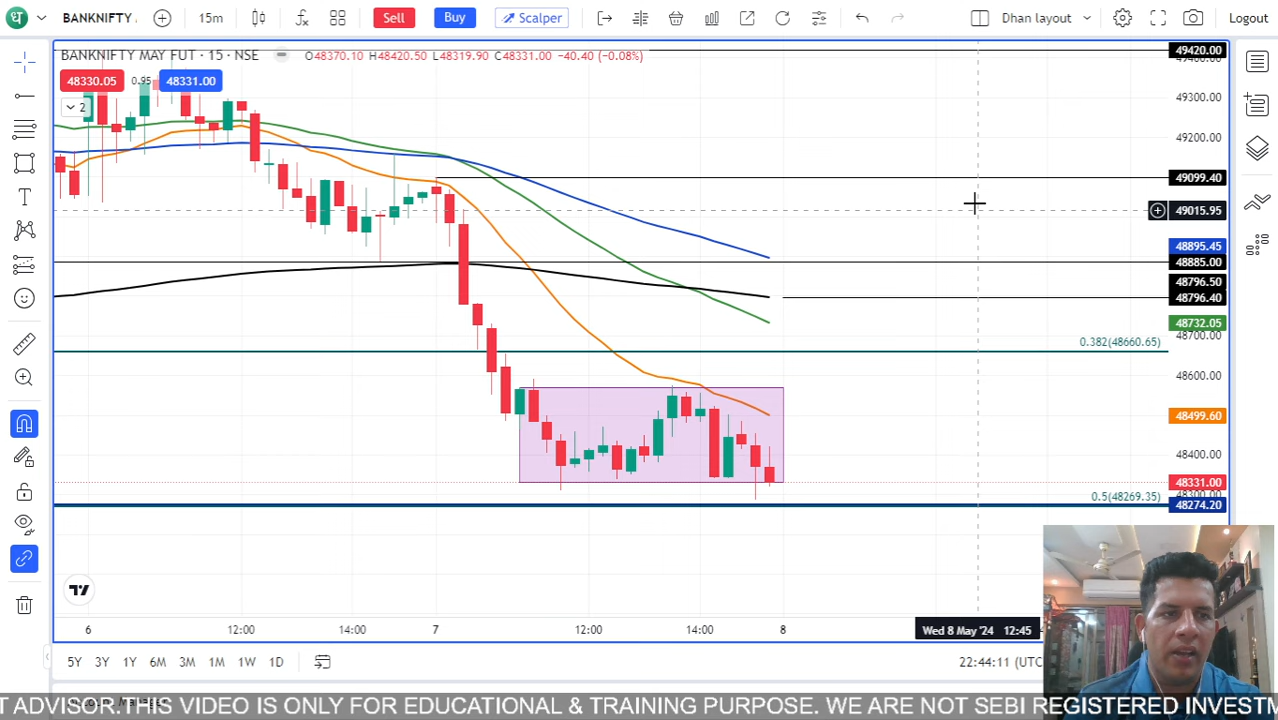 BANKNIFTY
15m
Sell
Buy
Scalper
Dhan layout
Logout
BANKNIFTY MAY FUT · 15 · NSE
O48370.10 H48420.50 L48319.90 C48331.00 −40.40 (−0.08%)
48330.05
0.95
48331.00
2
49420.00
49400.00
49300.00
49200.00
49099.40
49015.95
48895.45
48885.00
48796.50
48796.40
48732.05
48700.00
0.382(48660.65)
48600.00
48499.60
48400.00
48331.00
48300.00
0.5(48269.35)
48274.20
6
12:00
14:00
7
12:00
14:00
8
Wed 8 May '24 12:45
5Y
3Y
1Y
6M
3M
1M
1W
1D
22:44:11 (UTC
T ADVISOR.THIS VIDEO IS ONLY FOR EDUCATIONAL & TRAINING PURPOSE. WE ARE NOT SEBI REGISTERED INVESTM